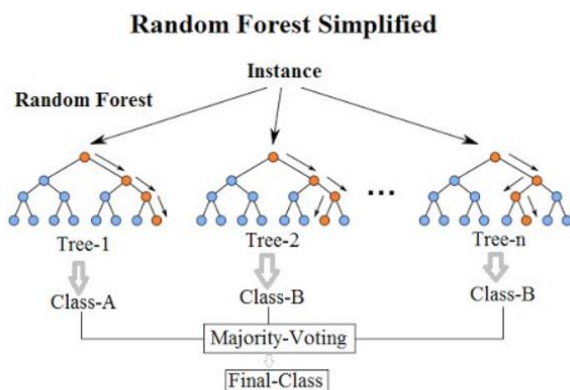 Random Forest Simplified
Instance
Random Forest
...
Tree-1
Tree-2
Tree-n
Class-A
Class-B
Class-B
Majority-Voting
Final-Class